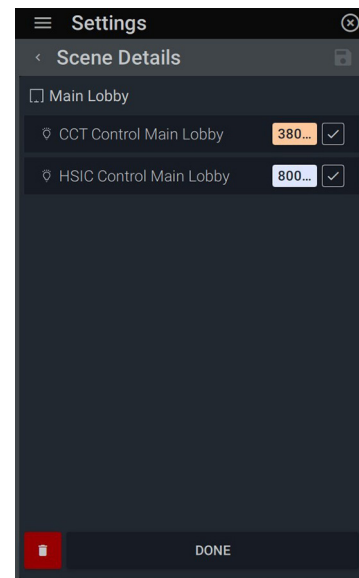 Settings
Scene Details
Main Lobby
CCT Control Main Lobby 380...
HSIC Control Main Lobby 800...
DONE